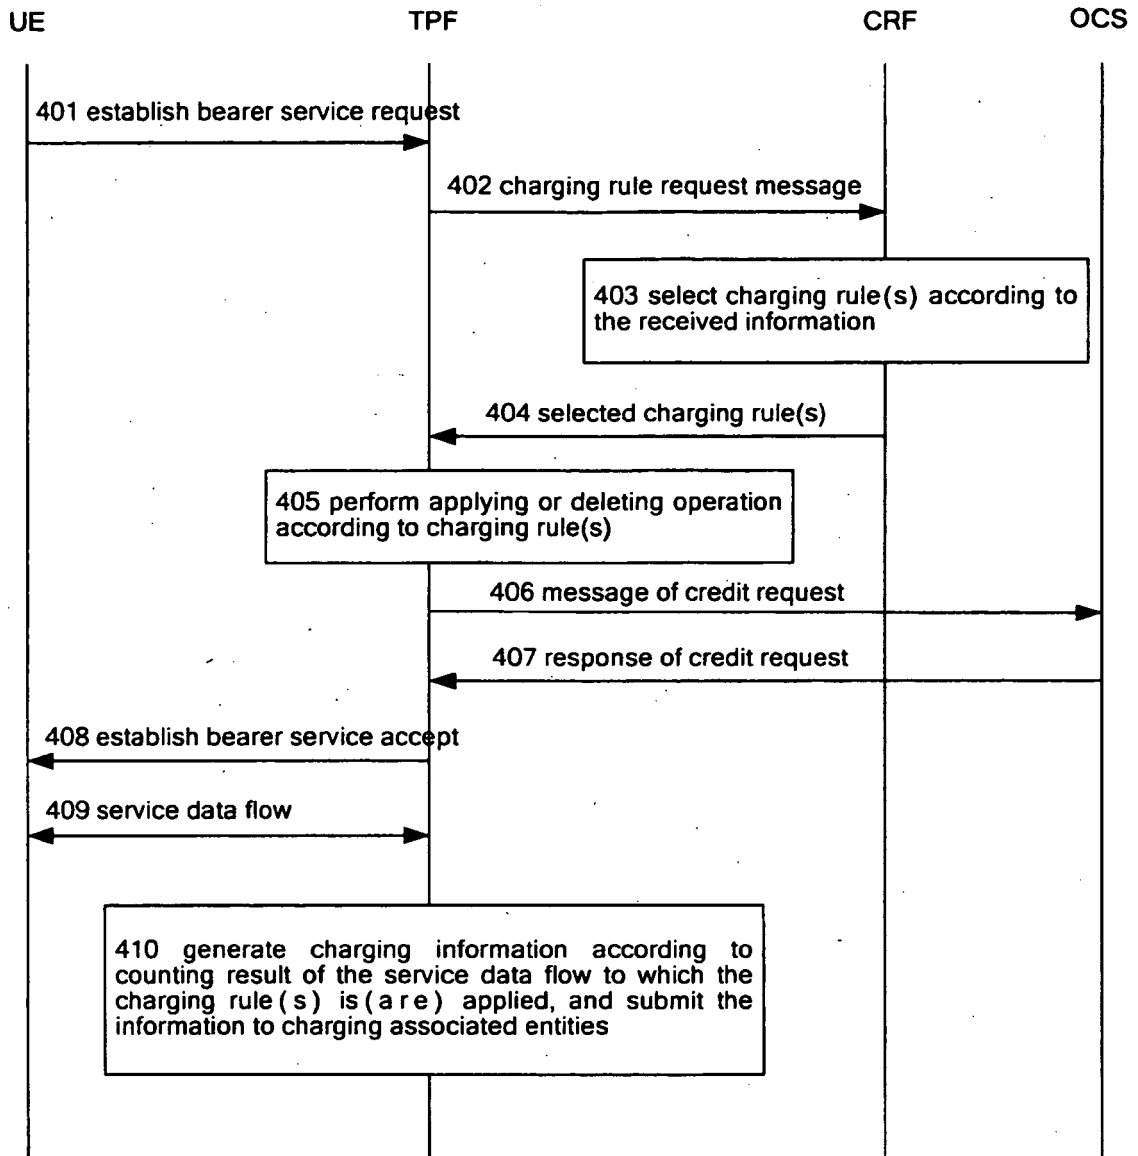 UE TPF CRF OCS
401 establish bearer service request
402 charging rule request message
403 select charging rule(s) according to
the received information
404 selected charging rule(s)
405 perform applying or deleting operation
according to charging rule(s)
406 message of credit request
407 response of credit request
408 establish bearer service accept
409 service data flow
410 generate charging information according to
counting result of the service data flow to which the
charging rule(s) is(are) applied, and submit the
information to charging associated entities